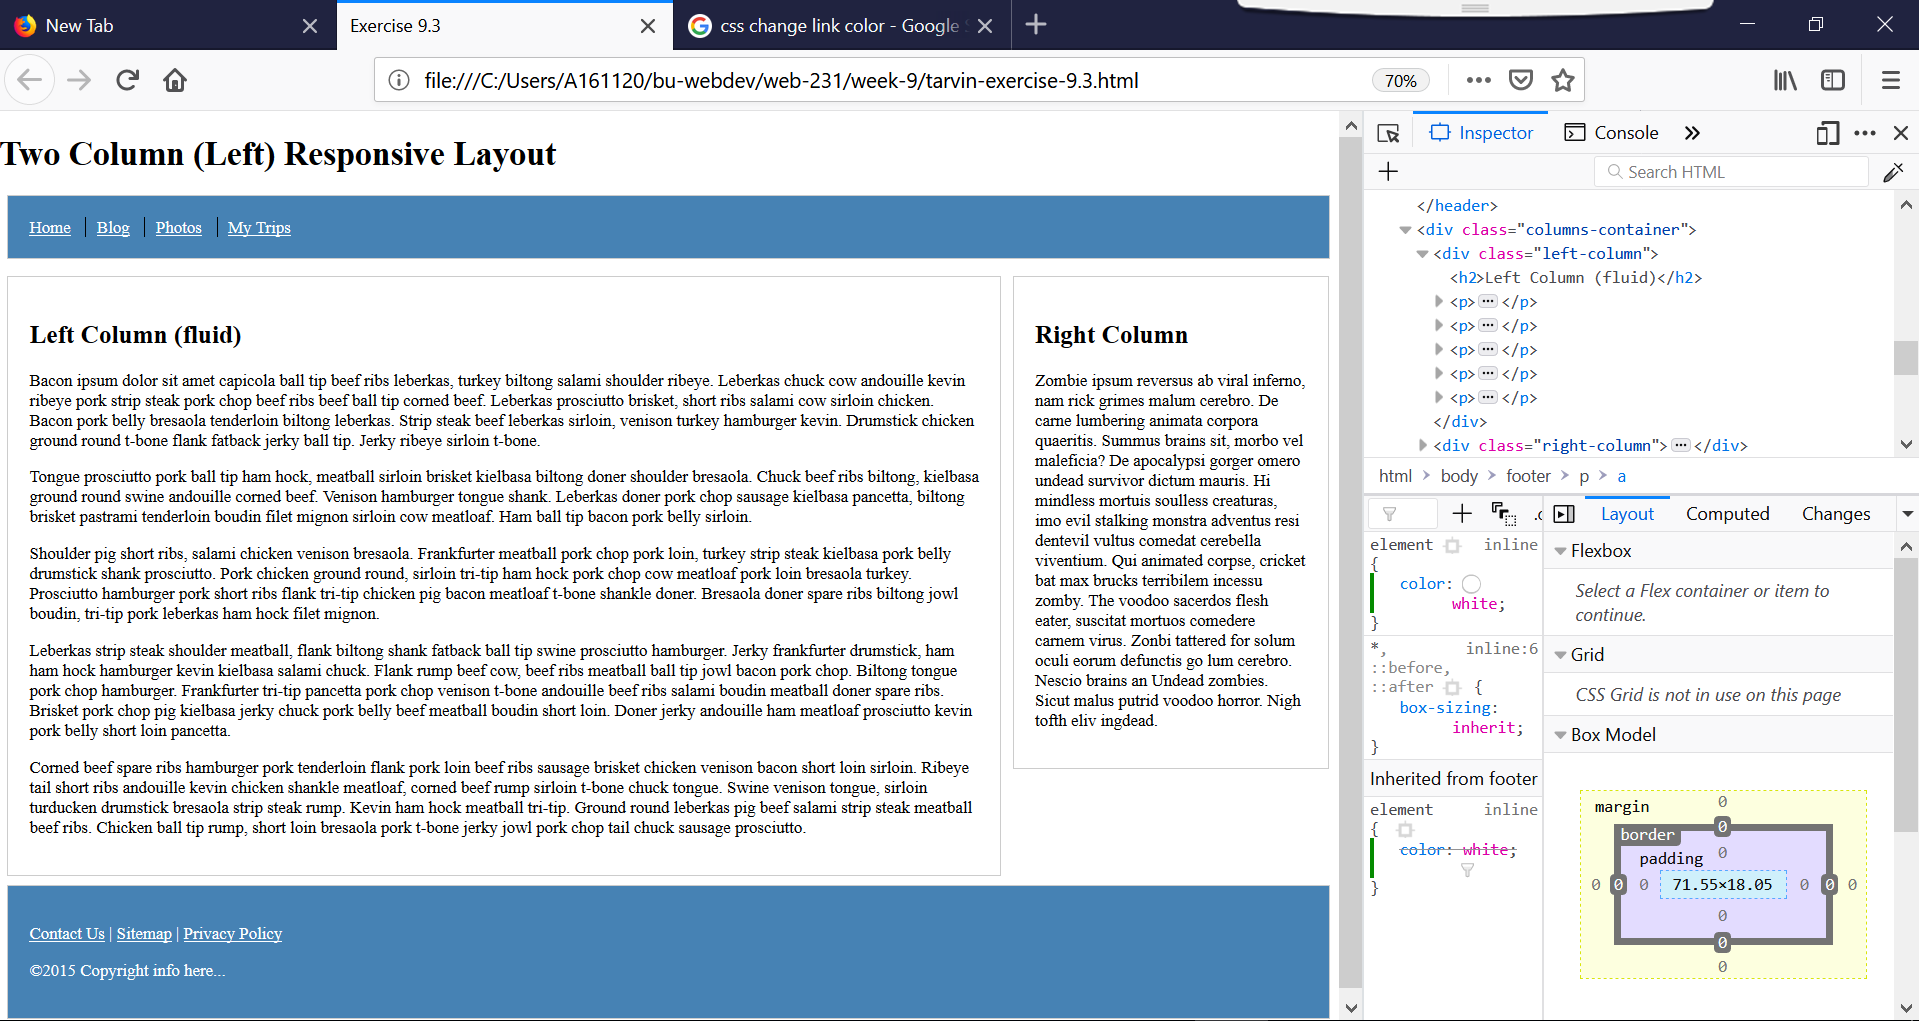 New Tab
Exercise 9.3
css change link color - Google
file:///C:/Users/A161120/bu-webdev/web-231/week-9/tarvin-exercise-9.3.html
70%
Two Column (Left) Responsive Layout
Home Blog Photos My Trips
Left Column (fluid)
Bacon ipsum dolor sit amet capicola ball tip beef ribs leberkas, turkey biltong salami shoulder ribeye. Leberkas chuck cow andouille kevin
ribeye pork strip steak pork chop beef ribs beef ball tip corned beef. Leberkas prosciutto brisket, short ribs salami cow sirloin chicken.
Bacon pork belly bresaola tenderloin biltong leberkas. Strip steak beef leberkas sirloin, venison turkey hamburger kevin. Drumstick chicken
ground round t-bone flank fatback jerky ball tip. Jerky ribeye sirloin t-bone.
Tongue prosciutto pork ball tip ham hock, meatball sirloin brisket kielbasa biltong doner shoulder bresaola. Chuck beef ribs biltong, kielbasa
ground round swine andouille corned beef. Venison hamburger tongue shank. Leberkas doner pork chop sausage kielbasa pancetta, biltong
brisket pastrami tenderloin boudin filet mignon sirloin cow meatloaf. Ham ball tip bacon pork belly sirloin.
Shoulder pig short ribs, salami chicken venison bresaola. Frankfurter meatball pork chop pork loin, turkey strip steak kielbasa pork belly
drumstick shank prosciutto. Pork chicken ground round, sirloin tri-tip ham hock pork chop cow meatloaf pork loin bresaola turkey.
Prosciutto hamburger pork short ribs flank tri-tip chicken pig bacon meatloaf t-bone shankle doner. Bresaola doner spare ribs biltong jowl
boudin, tri-tip pork leberkas ham hock filet mignon.
Leberkas strip steak shoulder meatball, flank biltong shank fatback ball tip swine prosciutto hamburger. Jerky frankfurter drumstick, ham
ham hock hamburger kevin kielbasa salami chuck. Flank rump beef cow, beef ribs meatball ball tip jowl bacon pork chop. Biltong tongue
pork chop hamburger. Frankfurter tri-tip pancetta pork chop venison t-bone andouille beef ribs salami boudin meatball doner spare ribs.
Brisket pork chop pig kielbasa jerky chuck pork belly beef meatball boudin short loin. Doner jerky andouille ham meatloaf prosciutto kevin
pork belly short loin pancetta.
Corned beef spare ribs hamburger pork tenderloin flank pork loin beef ribs sausage brisket chicken venison bacon short loin sirloin. Ribeye
tail short ribs andouille kevin chicken shankle meatloaf, corned beef rump sirloin t-bone chuck tongue. Swine venison tongue, sirloin
turducken drumstick bresaola strip steak rump. Kevin ham hock meatball tri-tip. Ground round leberkas pig beef salami strip steak meatball
beef ribs. Chicken ball tip rump, short loin bresaola pork t-bone jerky jowl pork chop tail chuck sausage prosciutto.
Right Column
Zombie ipsum reversus ab viral inferno,
nam rick grimes malum cerebro. De
carne lumbering animata corpora
quaeritis. Summus brains sit, morbo vel
maleficia? De apocalypsi gorger omero
undead survivor dictum mauris. Hi
mindless mortuis soulless creaturas,
imo evil stalking monstra adventus resi
dentevil vultus comedat cerebella
viventium. Qui animated corpse, cricket
bat max brucks terribilem incessu
zomby. The voodoo sacerdos flesh
eater, suscitat mortuos comedere
carnem virus. Zonbi tattered for solum
oculi eorum defunctis go lum cerebro.
Nescio brains an Undead zombies.
Sicut malus putrid voodoo horror. Nigh
tofth eliv ingdead.
Contact Us | Sitemap | Privacy Policy
©2015 Copyright info here...
Inspector
Console
Search HTML
</header>
<div class="columns-container">
<div class="left-column">
<h2>Left Column (fluid)</h2>
<p>...</p>
<p>...</p>
<p>...</p>
<p>...</p>
<p>...</p>
</div>
<div class="right-column">...</div>
html > body > footer > p > a
Layout
Computed
Changes
element inline
{
color:
white;
}
*, inline:6
::before,
::after {
box-sizing:
inherit;
}
Inherited from footer
element inline
{
color: white;
}
Flexbox
Select a Flex container or item to
continue.
Grid
CSS Grid is not in use on this page
Box Model
margin 0
border 0
padding 0
0 0 0 71.55×18.05 0 0 0
0
0
0